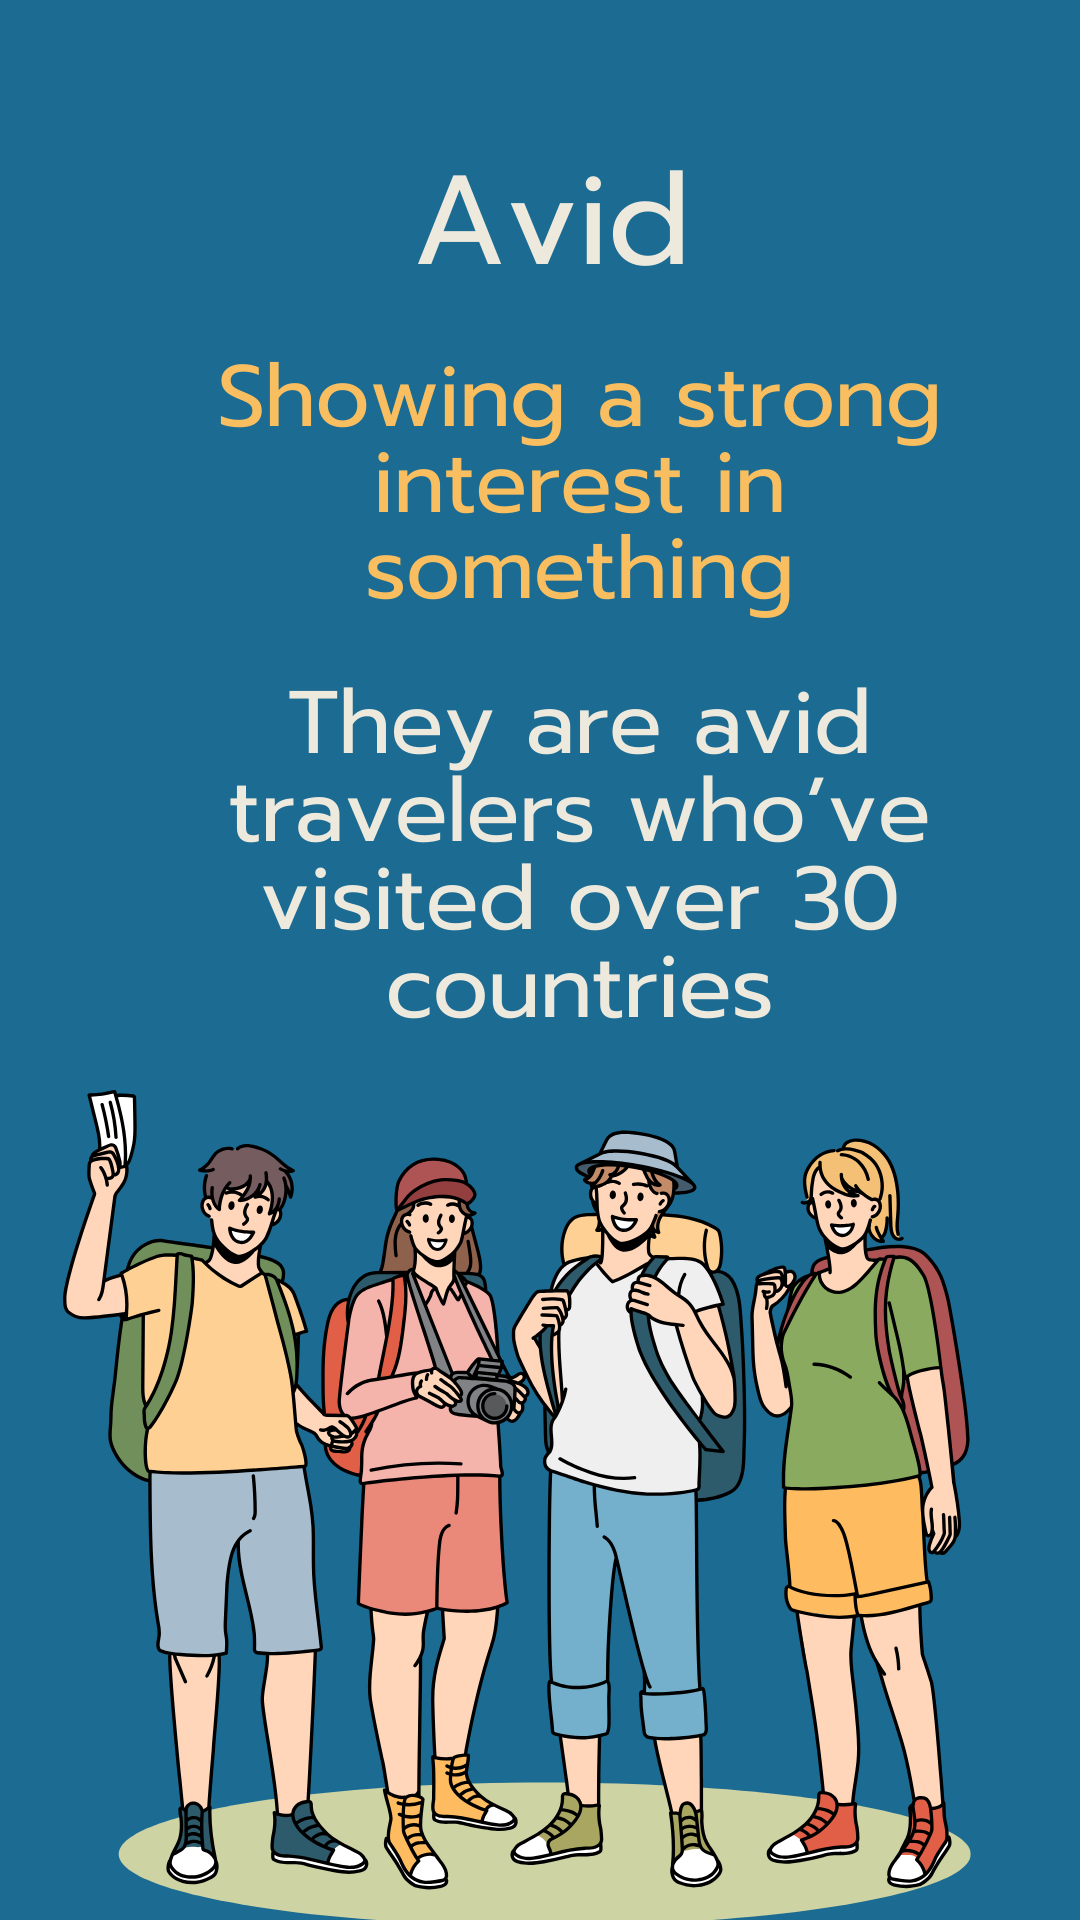 Avid
Showing a strong
interest in
something
They are avid
travelers who’ve
visited over 30
countries